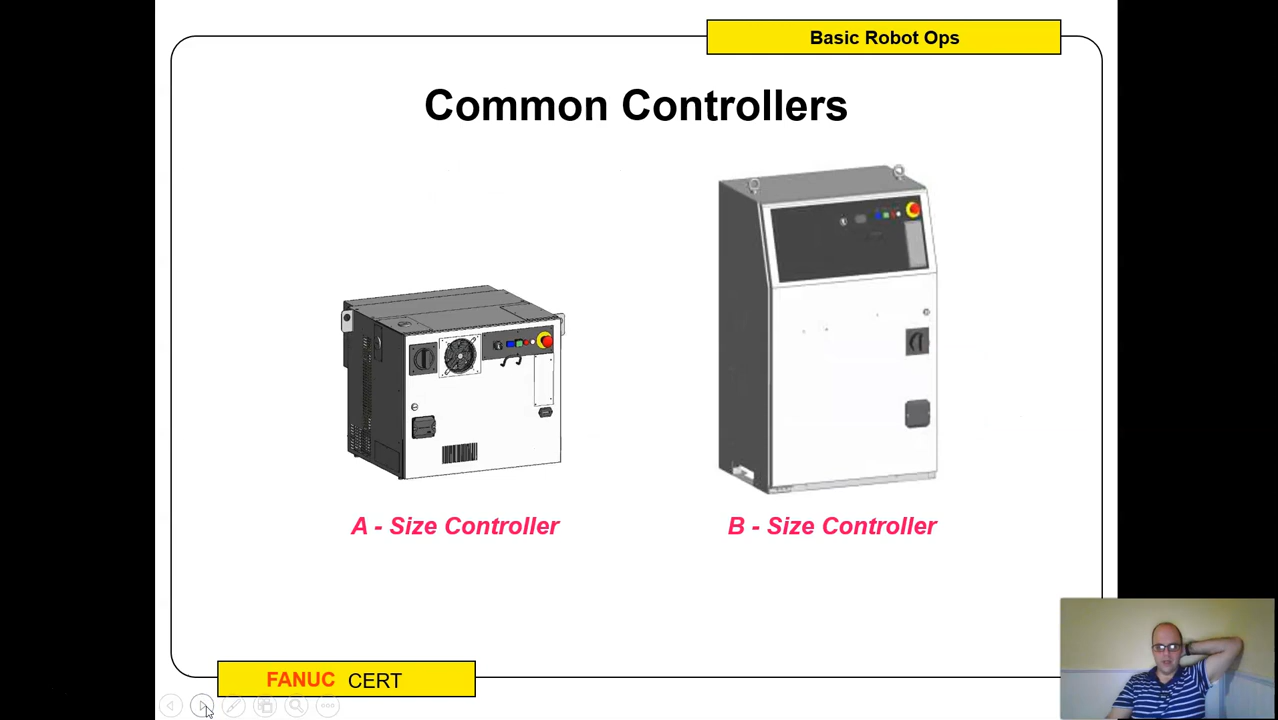 Basic Robot Ops
Common Controllers
A - Size Controller
B - Size Controller
FANUC CERT